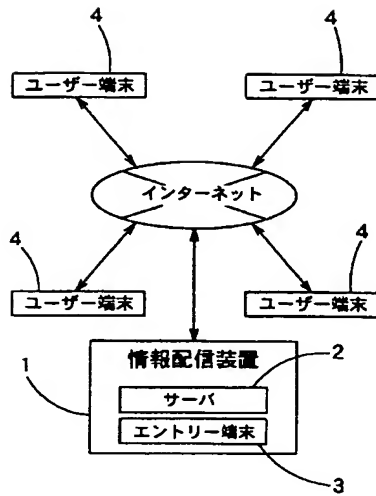 4
4
ユーザー端末
ユーザー端末
インターネット
4
4
ユーザー端末
ユーザー端末
1
情報配信装置
2
サーバ
エントリー端末
3